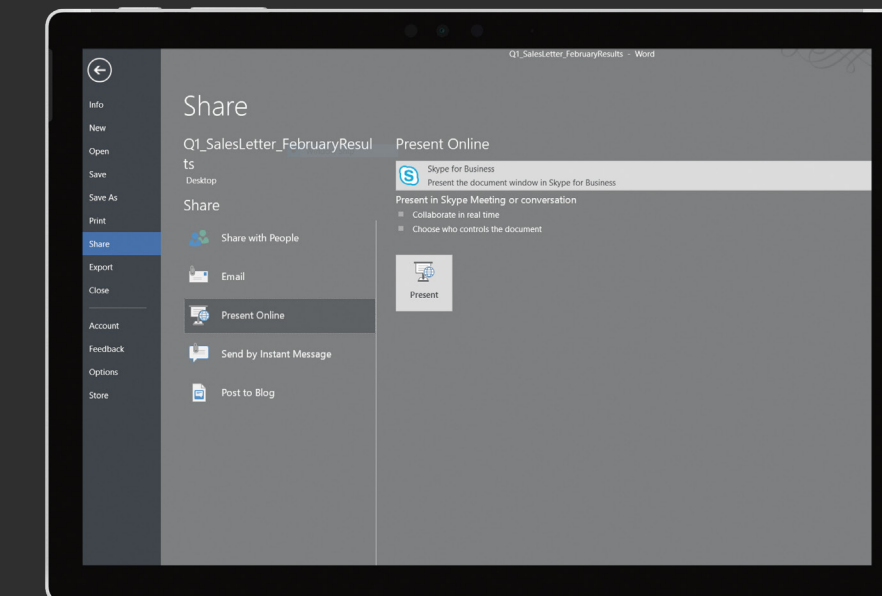 Q1_SalesLetter_FebruaryResults - Word
Info
New
Open
Save
Save As
Print
Share
Export
Close
Account
Feedback
Options
Store
Share
Q1_SalesLetter_FebruaryResul
ts
Desktop
Share
Share with People
Email
Present Online
Send by Instant Message
Post to Blog
Present Online
Skype for Business
Present the document window in Skype for Business
Present in Skype Meeting or conversation
Collaborate in real time
Choose who controls the document
Present